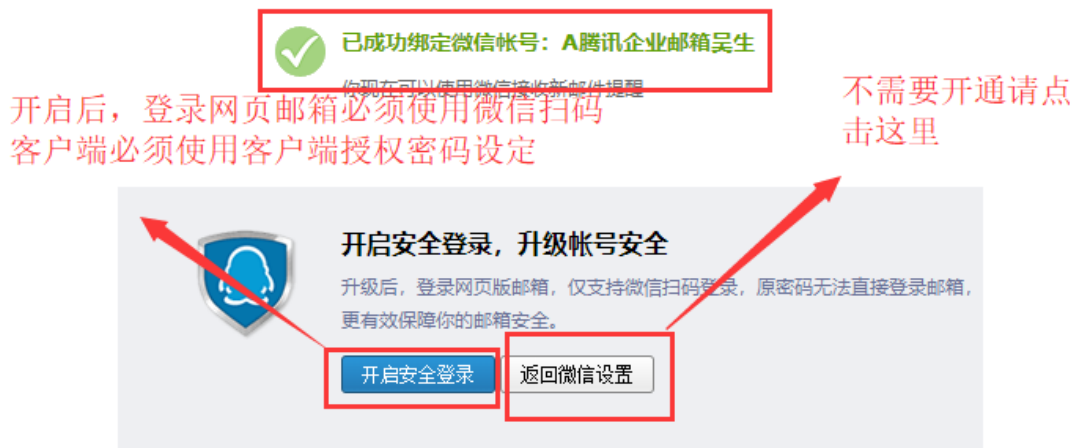 已成功绑定微信帐号：A腾讯企业邮箱吴生
你现在可以使用微信接收新邮件提醒
开启后，登录网页邮箱必须使用微信扫码
客户端必须使用客户端授权密码设定
不需要开通请点
击这里
开启安全登录，升级帐号安全
升级后，登录网页版邮箱，仅支持微信扫码登录，原密码无法直接登录邮箱，
更有效保障你的邮箱安全。
开启安全登录
返回微信设置